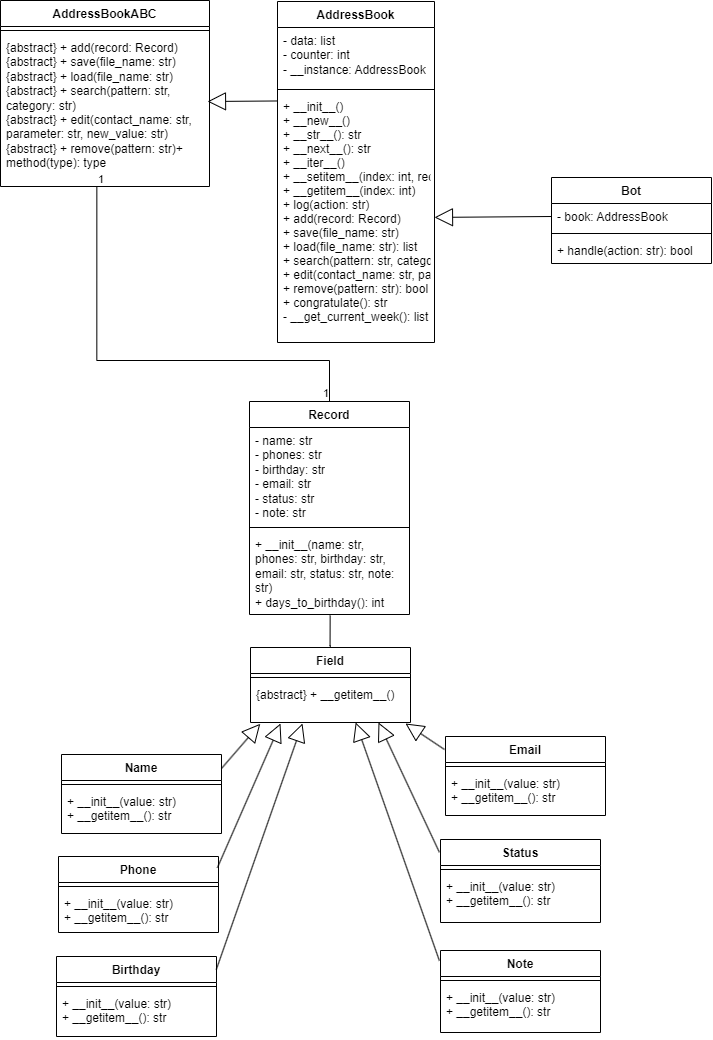 AddressBookABC
{abstract} + add(record: Record)
{abstract} + save(file_name: str)
{abstract} + load(file_name: str)
{abstract} + search(pattern: str,
category: str)
{abstract} + edit(contact_name: str,
parameter: str, new_value: str)
{abstract} + remove(pattern: str)+
method(type): type
1
AddressBook
- data: list
- counter: int
- __instance: AddressBook
+ __init__()
+ __new__()
+ __str__(): str
+ __next__(): str
+ __iter__()
+ __setitem__(index: int, rec
+ __getitem__(index: int)
+ log(action: str)
+ add(record: Record)
+ save(file_name: str)
+ load(file_name: str): list
+ search(pattern: str, categ
+ edit(contact_name: str, pa
+ remove(pattern: str): bool
+ congratulate(): str
- __get_current_week(): list
Bot
- book: AddressBook
+ handle(action: str): bool
1
Record
- name: str
- phones: str
- birthday: str
- email: str
- status: str
- note: str
+ __init__(name: str,
phones: str, birthday: str,
email: str, status: str, note:
str)
+ days_to_birthday(): int
Field
{abstract} + __getitem__()
Name
+ __init__(value: str)
+ __getitem__(): str
Email
+ __init__(value: str)
+ __getitem__(): str
Phone
+ __init__(value: str)
+ __getitem__(): str
Status
+ __init__(value: str)
+ __getitem__(): str
Birthday
+ __init__(value: str)
+ __getitem__(): str
Note
+ __init__(value: str)
+ __getitem__(): str